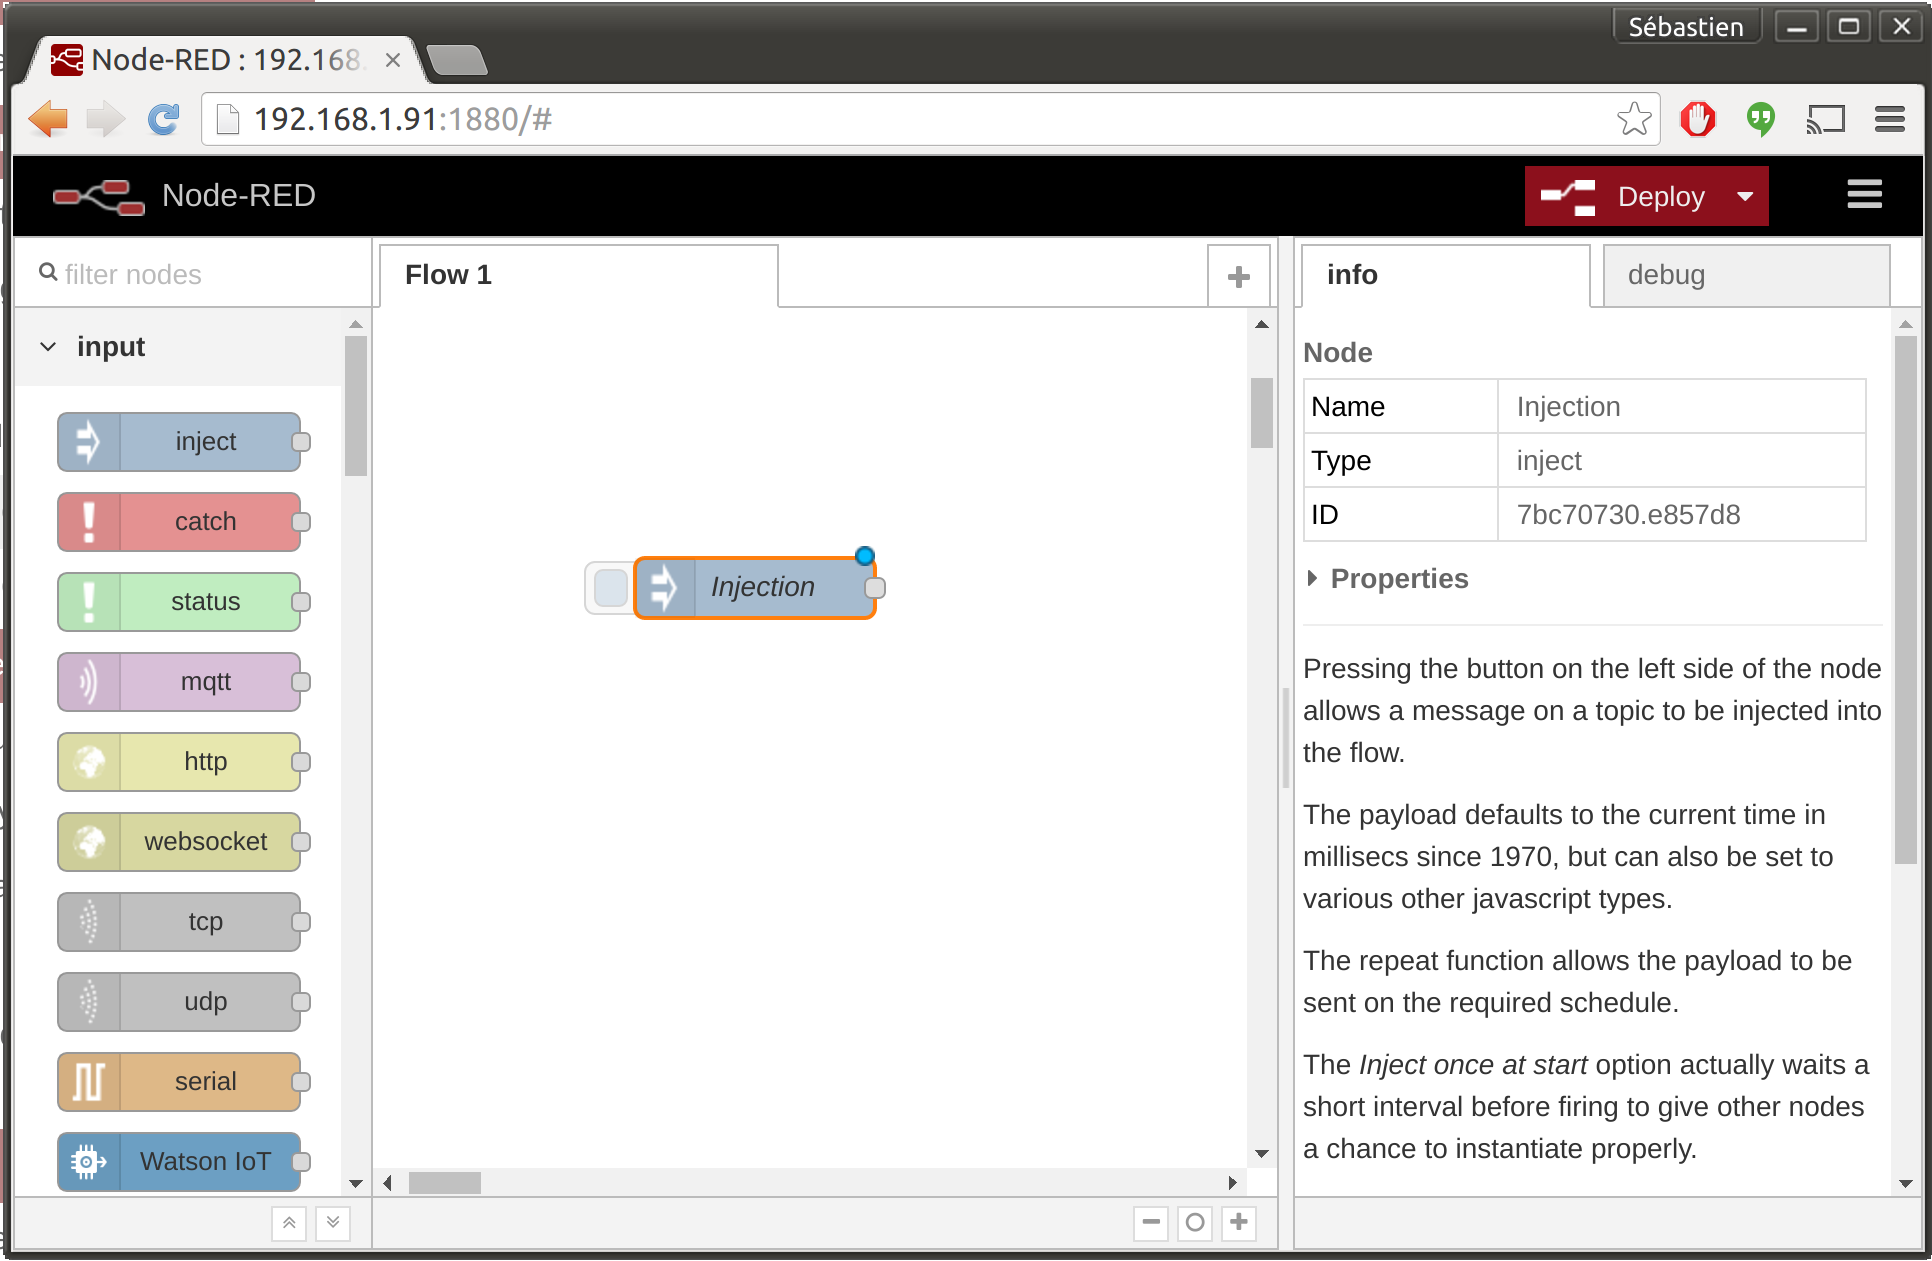 Sébastien
Node-RED : 192.168.
192.168.1.91:1880/#
Node-RED
Deploy
filter nodes
Flow 1
info
debug
input
inject
catch
status
mqtt
http
websocket
tcp
udp
serial
Watson IoT
Injection
Node
Name Injection
Type inject
ID 7bc70730.e857d8
Properties
Pressing the button on the left side of the node
allows a message on a topic to be injected into
the flow.
The payload defaults to the current time in
millisecs since 1970, but can also be set to
various other javascript types.
The repeat function allows the payload to be
sent on the required schedule.
The Inject once at start option actually waits a
short interval before firing to give other nodes
a chance to instantiate properly.